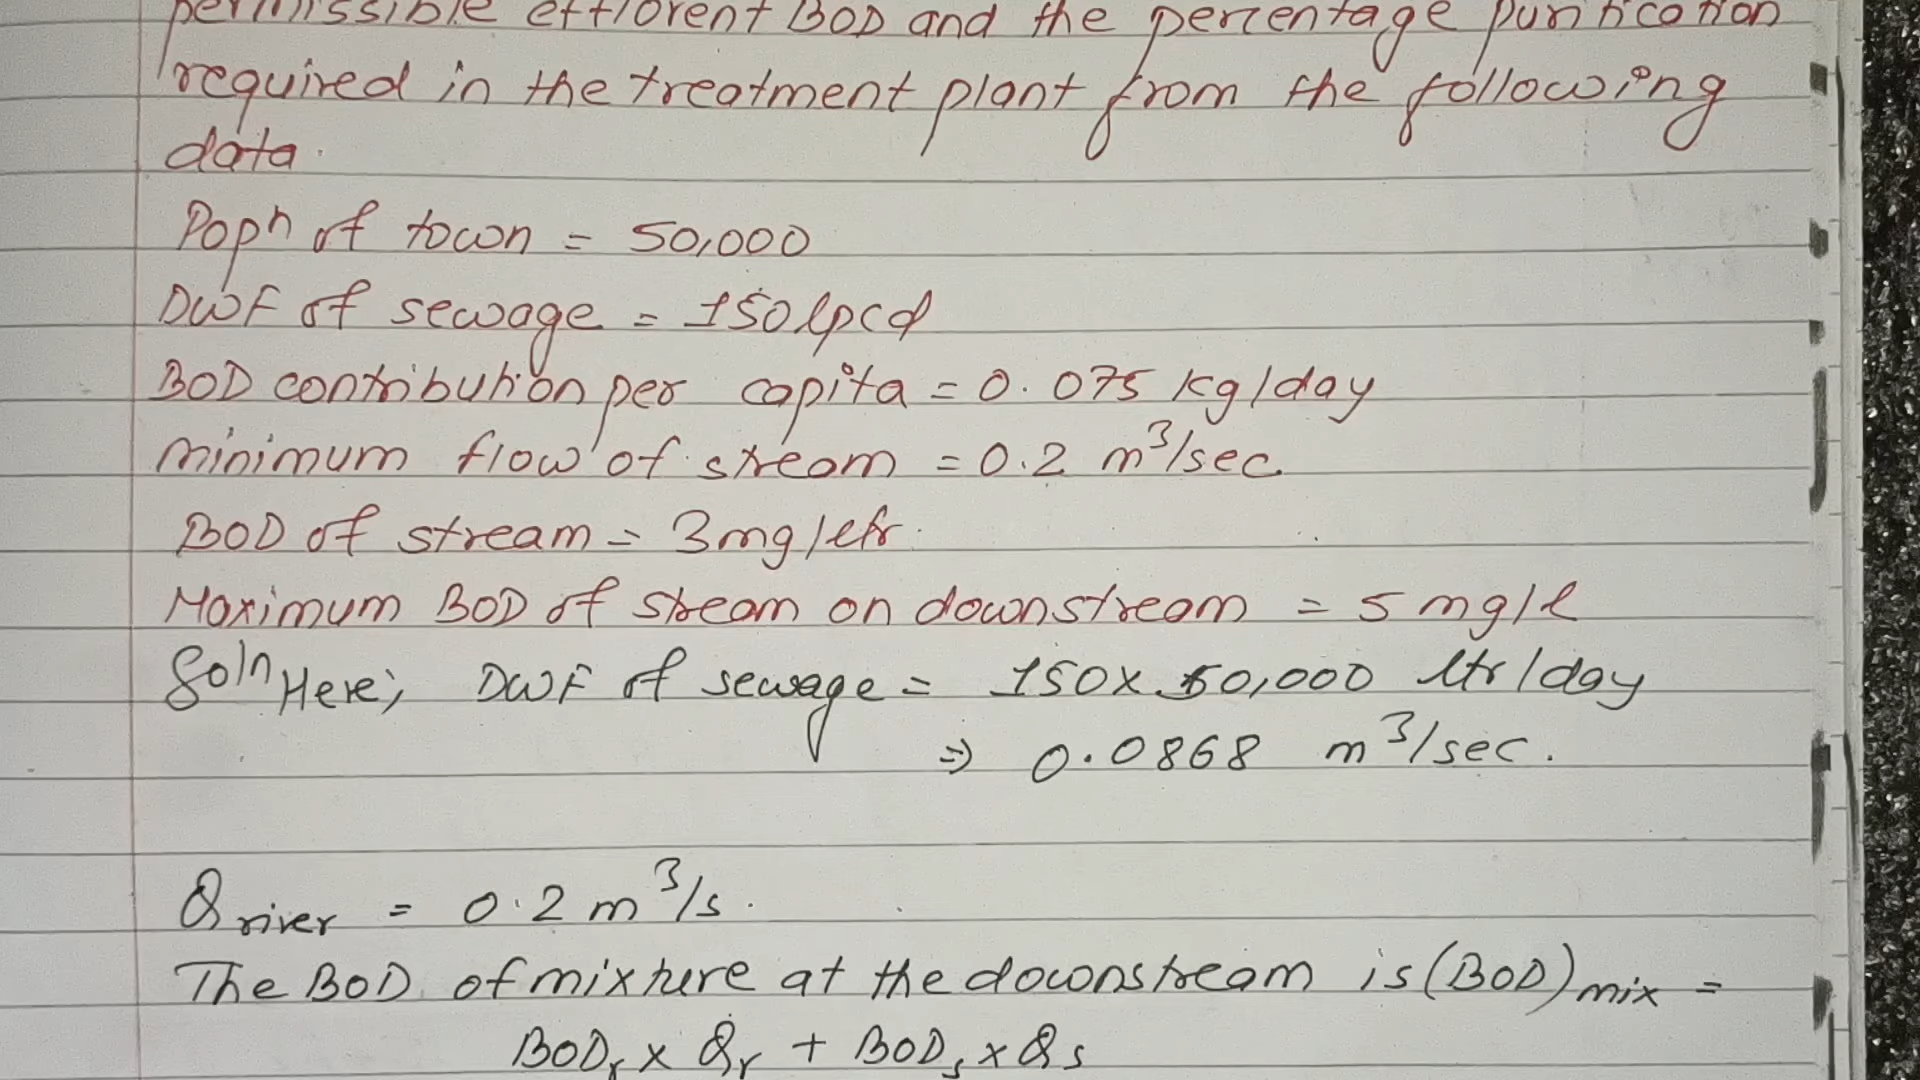 permissible efflorent BOD and the percentage purification
required in the treatment plant from the following
data.
Popn of town = 50,000
DWF of sewage = 150 lpcd
BOD contribution per capita = 0.075 kg/day
minimum flow of stream = 0.2 m³/sec
BOD of stream = 3mg/ltr.
Maximum BOD of stream on downstream = 5 mg/l
Soln Here; DWF of sewage = 150 x 50,000 ltr/day
⇒ 0.0868 m³/sec.
Q river = 0.2 m³/s.
The BOD of mixture at the downstream is (BOD) mix =
BODr x Qr + BODs x Qs